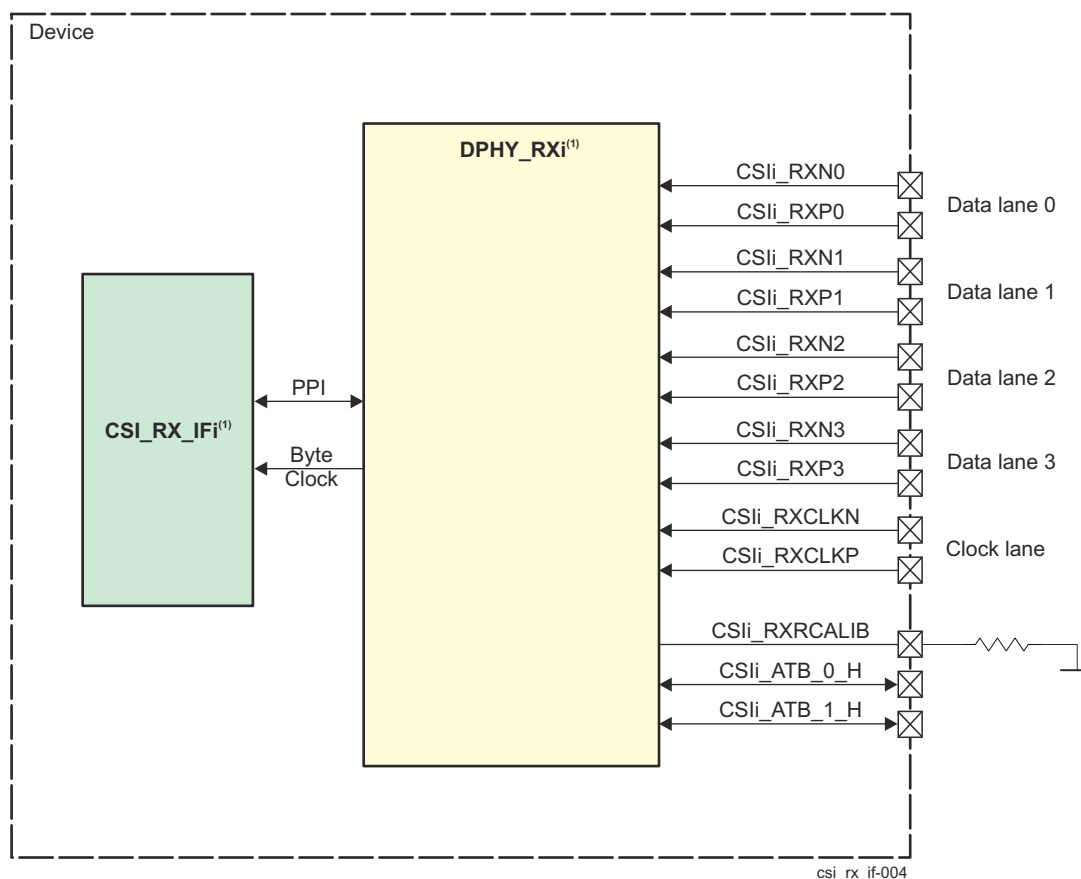 Device
DPHY_RXi(1)
CSIi_RXN0
Data lane 0
CSIi_RXP0
CSIi_RXN1
Data lane 1
CSIi_RXP1
CSIi_RXN2
Data lane 2
CSIi_RXP2
PPI
CSI_RX_IFi(1)
CSIi_RXN3
Data lane 3
CSIi_RXP3
Byte
Clock
CSIi_RXCLKN
Clock lane
CSIi_RXCLKP
CSIi_RXRCALIB
CSIi_ATB_0_H
CSIi_ATB_1_H
csi_rx_if-004